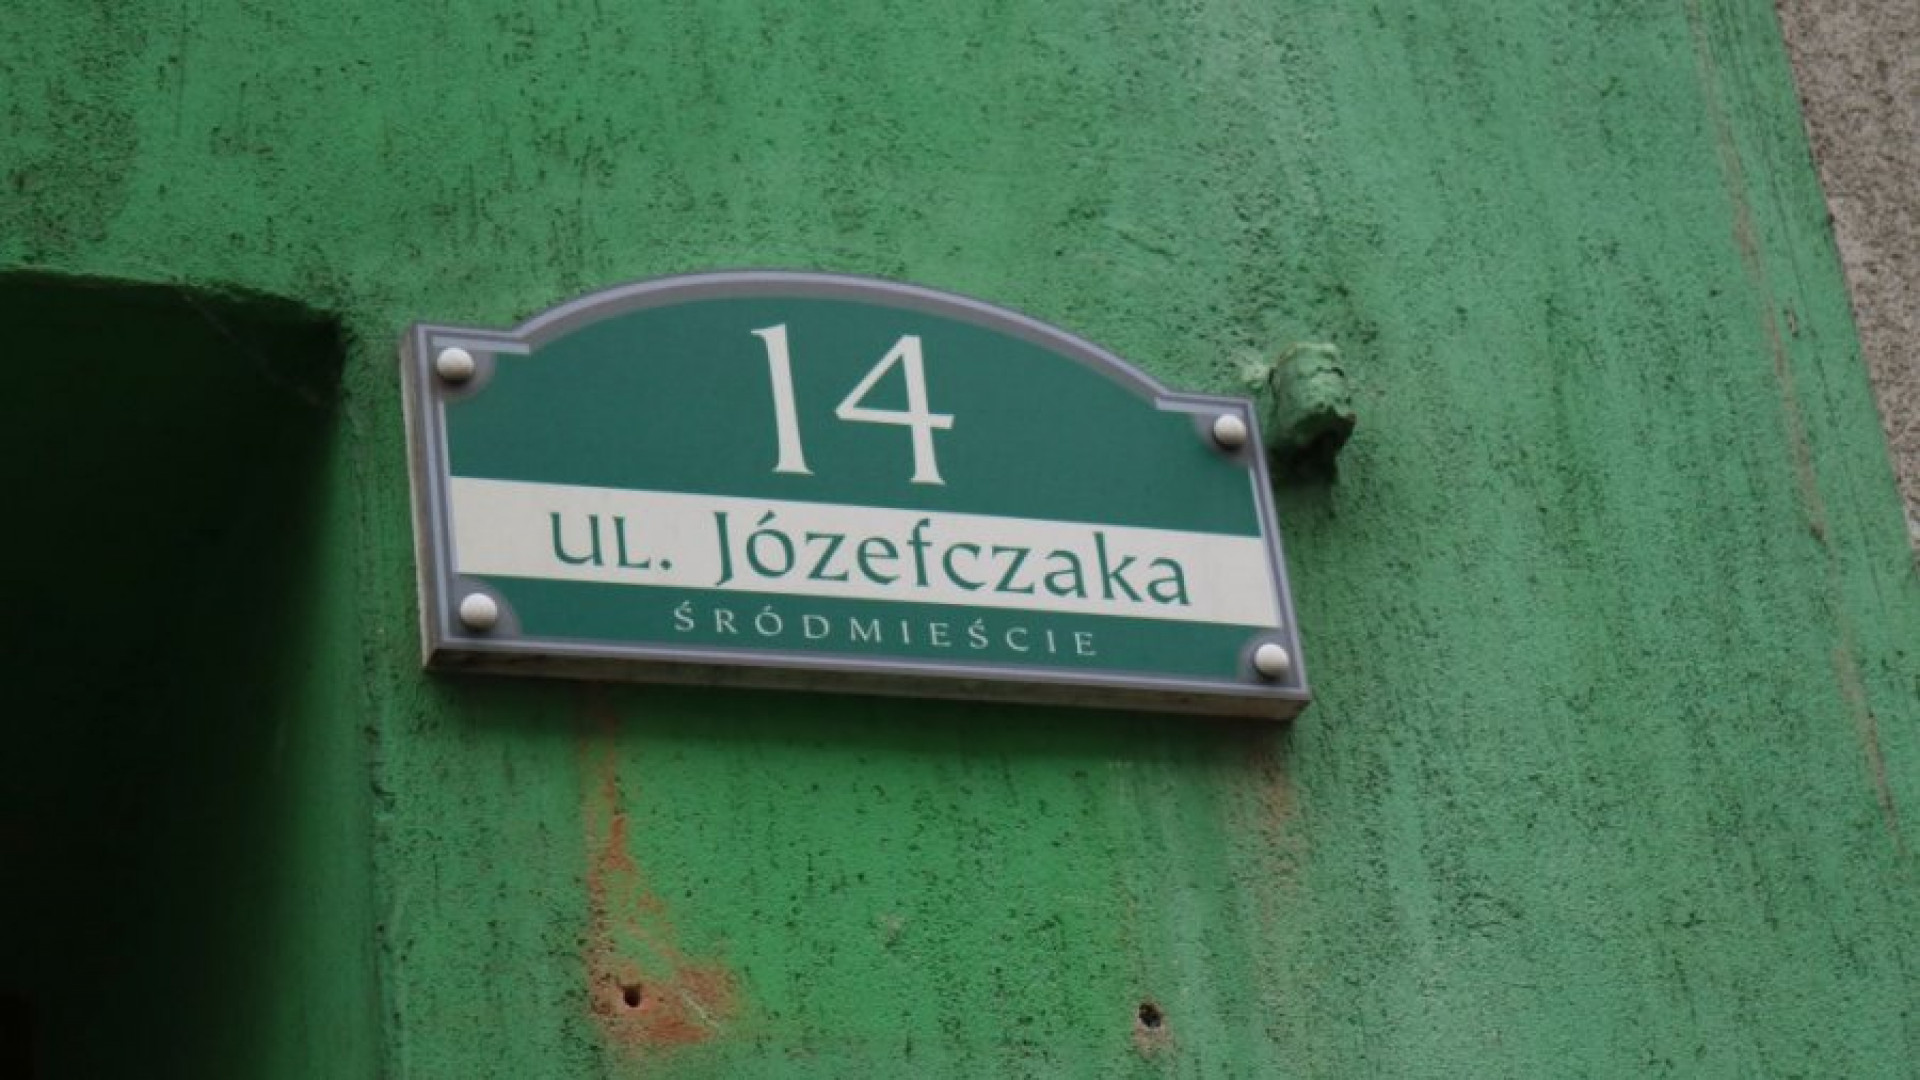 14
UL. Józefczaka
ŚRÓDMIEŚCIE